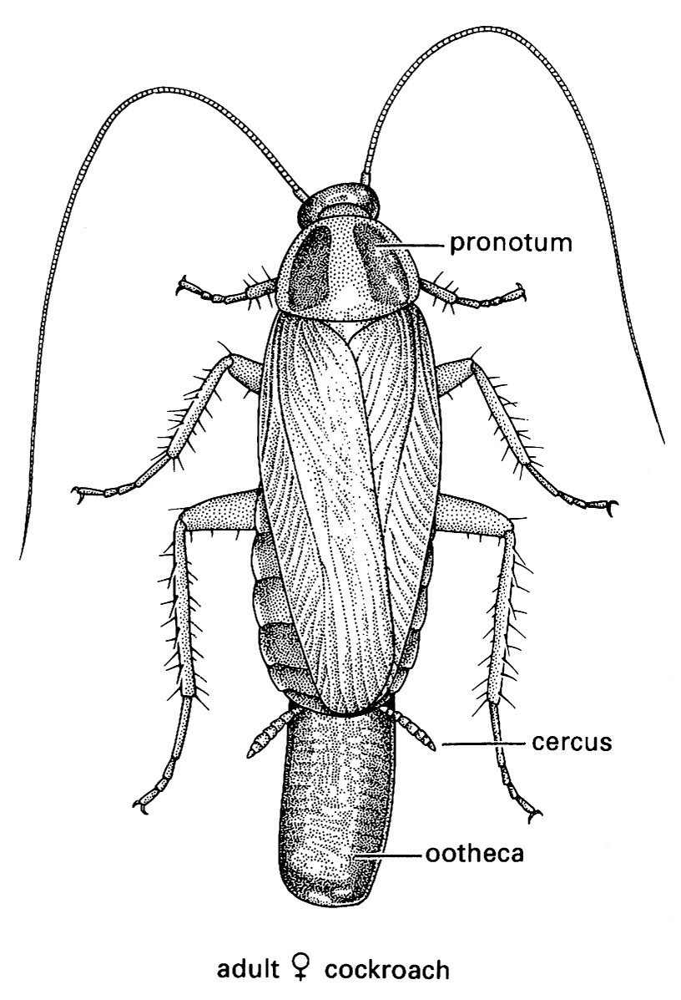 pronotum
cercus
ootheca
adult ♀ cockroach